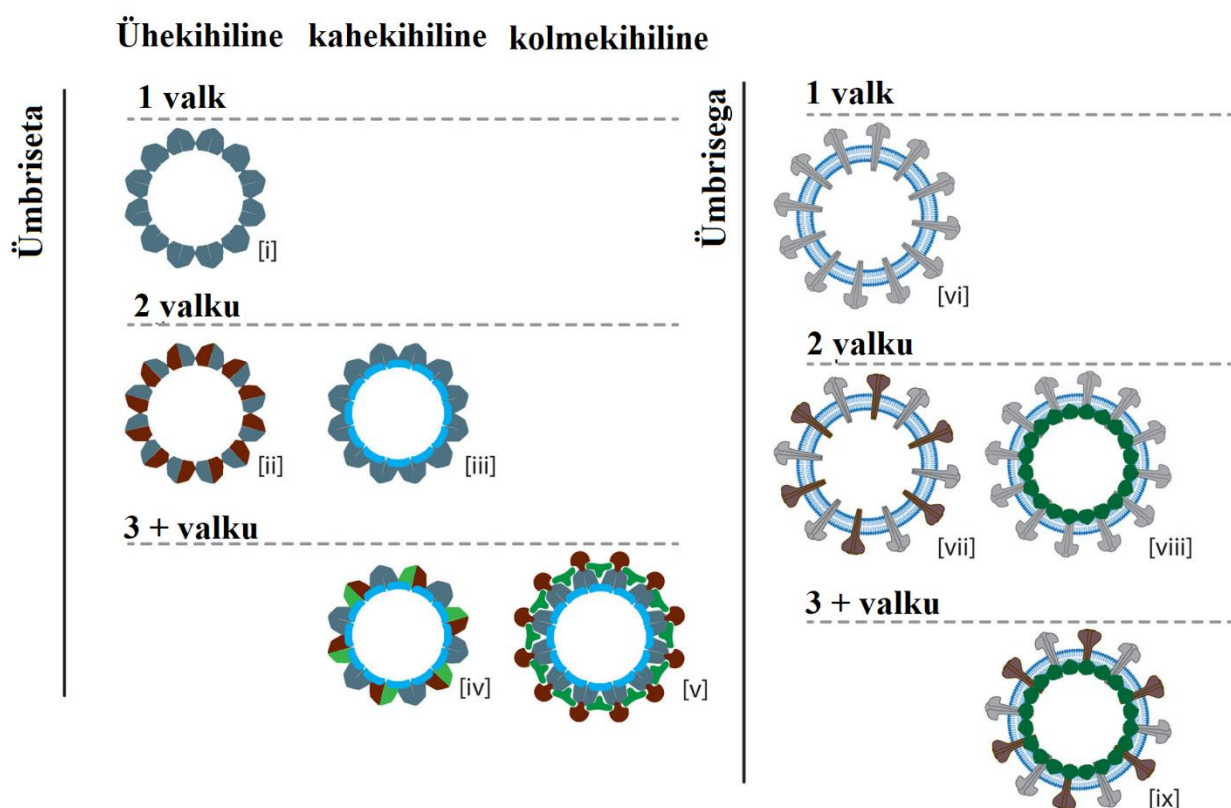 Ühekihiline kahekihiline kolmekihiline
Ümbriseta
1 valk
[i]
2 valku
[ii] [iii]
3 + valku
[iv] [v]
Ümbrisega
1 valk
[vi]
2 valku
[vii] [viii]
3 + valku
[ix]